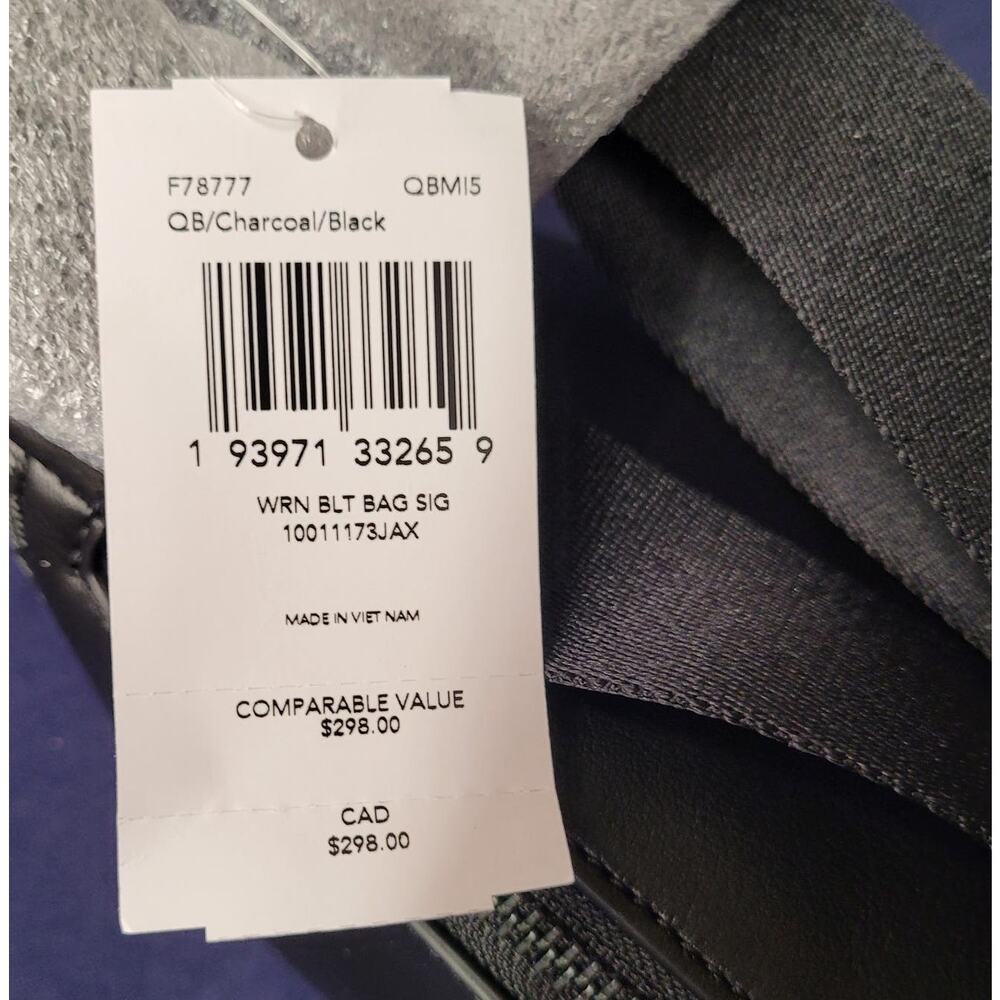 F78777 QBMI5
QB/Charcoal/Black
1 93971 33265 9
WRN BLT BAG SIG
10011173JAX
MADE IN VIET NAM
COMPARABLE VALUE
$298.00
CAD
$298.00